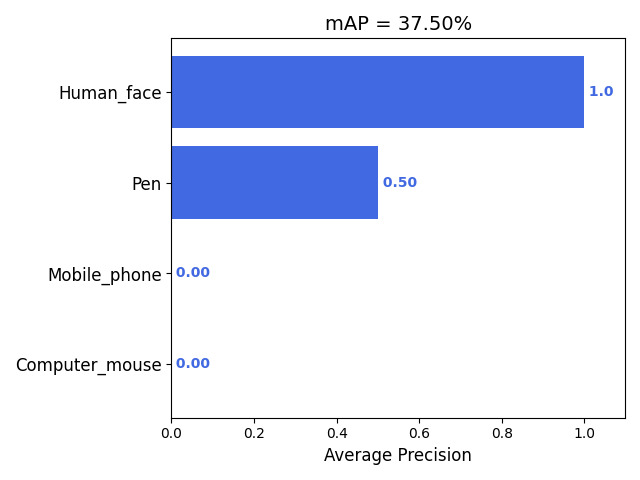 mAP = 37.50%
Human_face
1.0
Pen
0.50
Mobile_phone
0.00
Computer_mouse
0.00
0.0 0.2 0.4 0.6 0.8 1.0
Average Precision